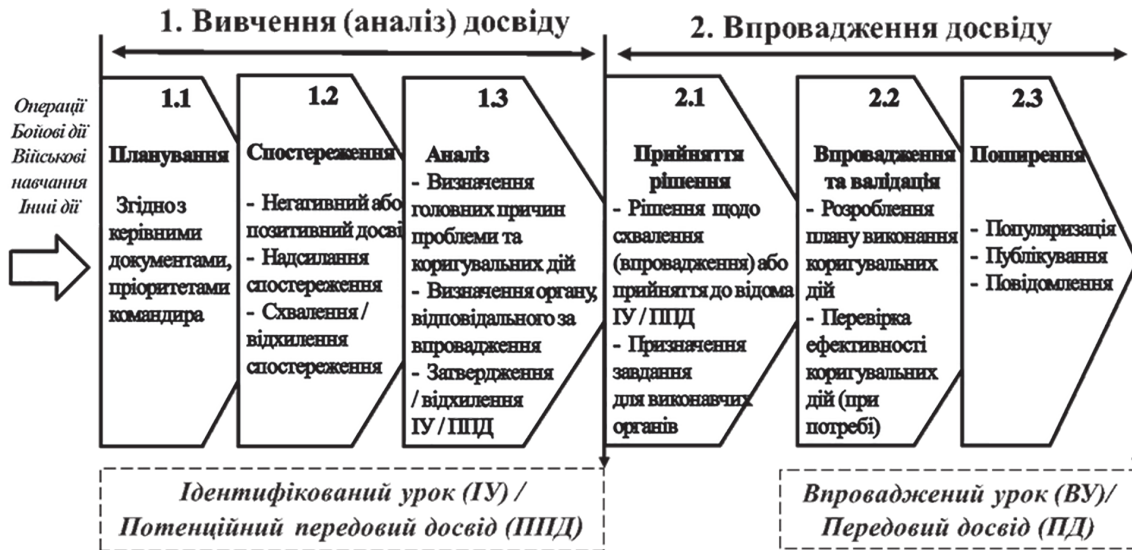 1. Вивчення (аналіз) досвіду
2. Впровадження досвіду
Операції
Бойові дії
Військові
навчання
Інші дії
1.1
Планування
Згідно з
керівними
документами,
пріоритетами
командира
1.2
Спостереження
- Негативний або
позитивний досві
- Надсилання
спостереження
- Схвалення /
відхилення
спостереження
1.3
Аналіз
- Визначення
головних причин
проблеми та
коригувальних дій
- Визначення органу,
відповідального за
впровадження
- Затвердження
/ відхилення
ІУ / ППД
2.1
Прийняття
рішення
- Рішення щодо
схвалення
(впровадження) або
прийняття до відома
ІУ / ППД
- Призначення
завдання
для виконавчих
органів
2.2
Впровадження
та валідація
- Розроблення
плану виконання
коригувальних
дій
- Перевірка
ефективності
коригувальних
дій (при
потребі)
2.3
Поширення
- Популяризація
- Публікування
- Повідомлення
Ідентифікований урок (ІУ) /
Потенційний передовий досвід (ППД)
Впроваджений урок (ВУ)/
Передовий досвід (ПД)